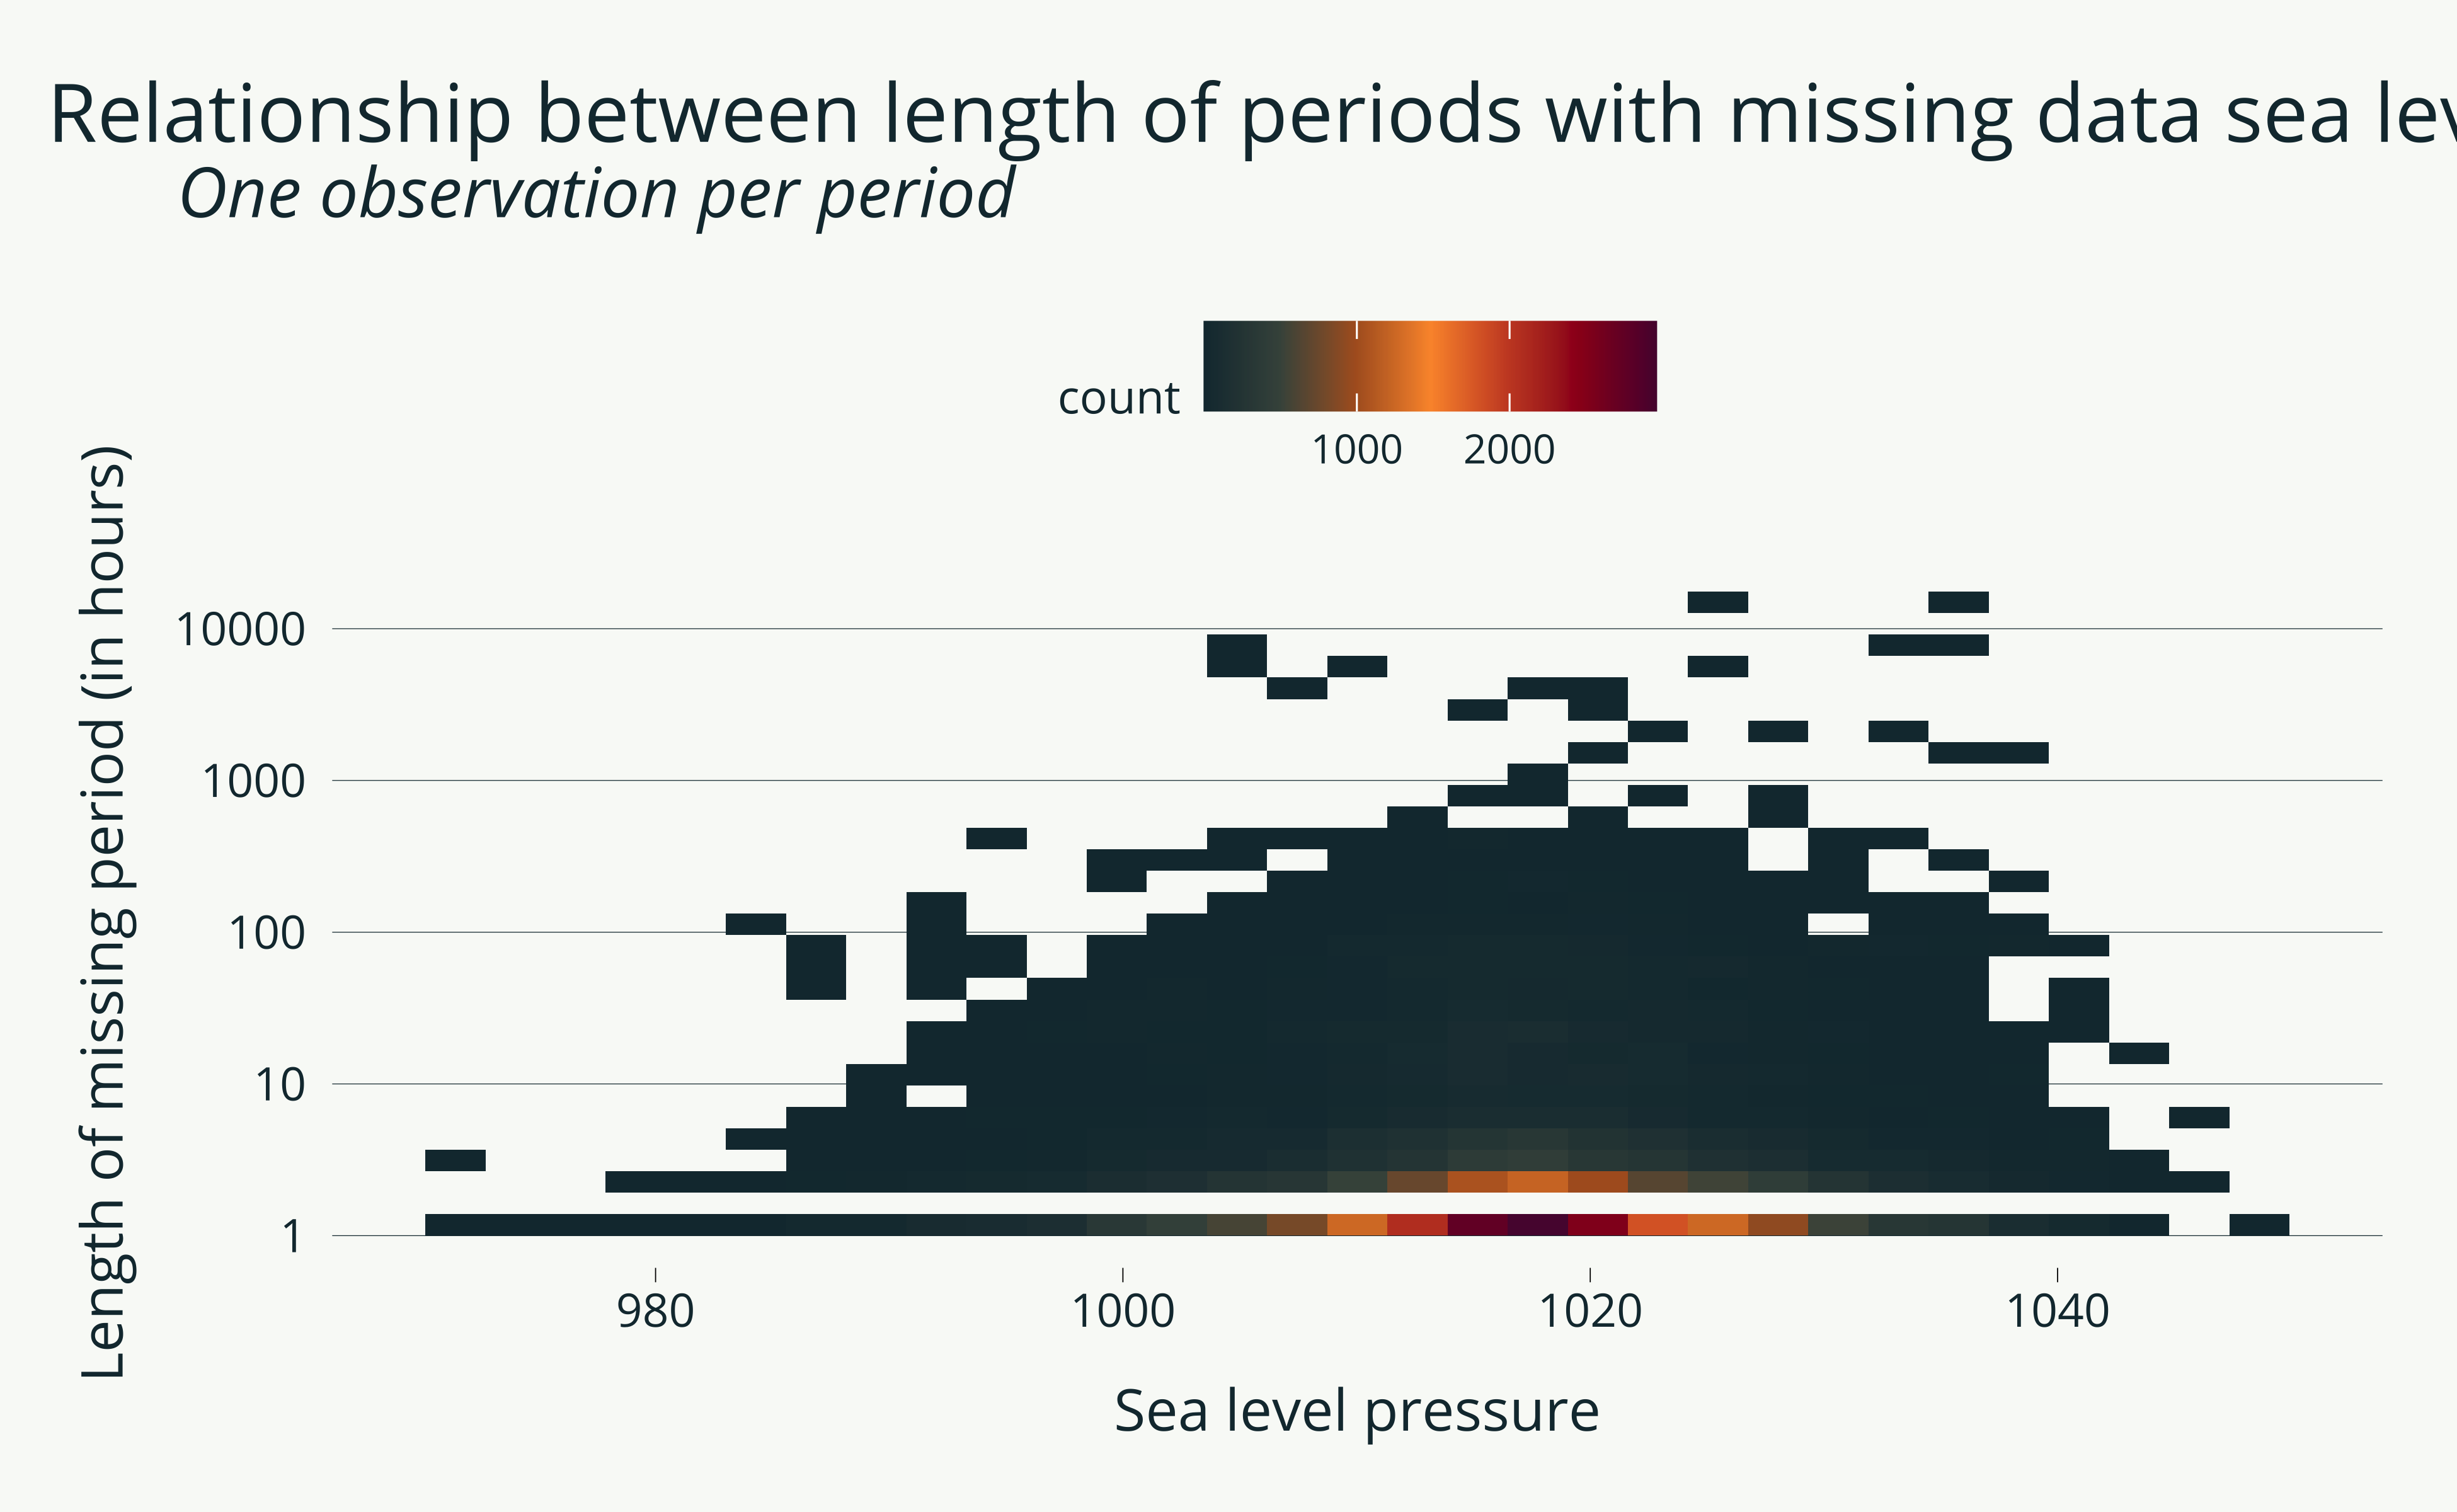 Relationship between length of periods with missing data sea lev
One observation per period
count
1000 2000
Length of missing period (in hours)
10000
1000
100
10
1
980 1000 1020 1040
Sea level pressure